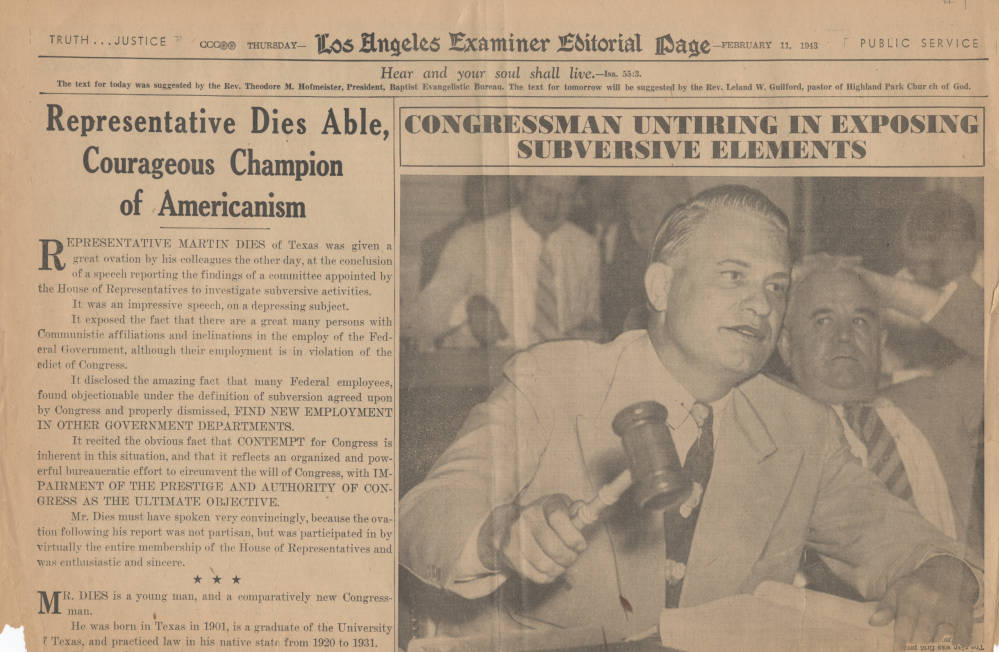 TRUTH...JUSTICE
CCC THURSDAY— Los Angeles Examiner Editorial Page —FEBRUARY 11, 1943
PUBLIC SERVICE
Hear and your soul shall live.—Isa. 55:3.
The text for today was suggested by the Rev. Theodore M. Hofmeister, President, Baptist Evangelistic Bureau. The text for tomorrow will be suggested by the Rev. Leland W. Guilford, pastor of Highland Park Church of God.
Representative Dies Able,
Courageous Champion
of Americanism
REPRESENTATIVE MARTIN DIES of Texas was given a
great ovation by his colleagues the other day, at the conclusion
of a speech reporting the findings of a committee appointed by
the House of Representatives to investigate subversive activities.
It was an impressive speech, on a depressing subject.
It exposed the fact that there are a great many persons with
Communistic affiliations and inclinations in the employ of the Fed-
eral Government, although their employment is in violation of the
edict of Congress.
It disclosed the amazing fact that many Federal employees,
found objectionable under the definition of subversion agreed upon
by Congress and properly dismissed, FIND NEW EMPLOYMENT
IN OTHER GOVERNMENT DEPARTMENTS.
It recited the obvious fact that CONTEMPT for Congress is
inherent in this situation, and that it reflects an organized and pow-
erful bureaucratic effort to circumvent the will of Congress, with IM-
PAIRMENT OF THE PRESTIGE AND AUTHORITY OF CON-
GRESS AS THE ULTIMATE OBJECTIVE.
Mr. Dies must have spoken very convincingly, because the ova-
tion following his report was not partisan, but was participated in by
virtually the entire membership of the House of Representatives and
was enthusiastic and sincere.
★ ★ ★
MR. DIES is a young man, and a comparatively new Congress-
man.
He was born in Texas in 1901, is a graduate of the University
f Texas, and practiced law in his native state from 1920 to 1931.
CONGRESSMAN UNTIRING IN EXPOSING
SUBVERSIVE ELEMENTS